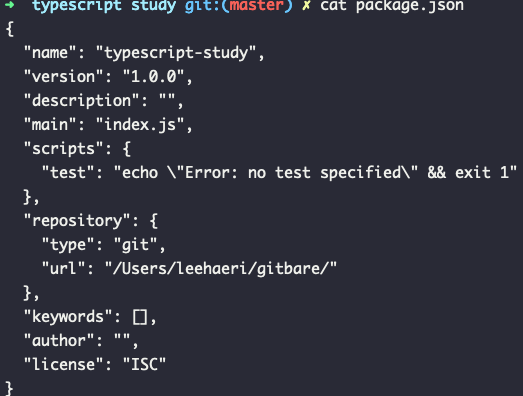 ➜  typescript study git:(master) ✗ cat package.json
{
  "name": "typescript-study",
  "version": "1.0.0",
  "description": "",
  "main": "index.js",
  "scripts": {
    "test": "echo \"Error: no test specified\" && exit 1"
  },
  "repository": {
    "type": "git",
    "url": "/Users/leehaeri/gitbare/"
  },
  "keywords": [],
  "author": "",
  "license": "ISC"
}